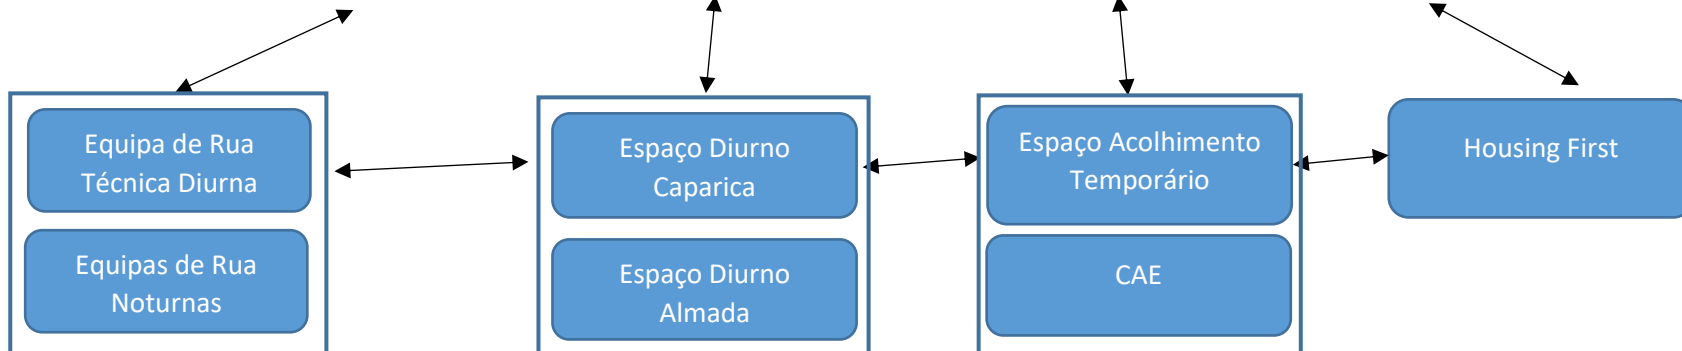 Equipa de Rua
Técnica Diurna
Equipas de Rua
Noturnas
Espaço Diurno
Caparica
Espaço Diurno
Almada
Espaço Acolhimento
Temporário
CAE
Housing First